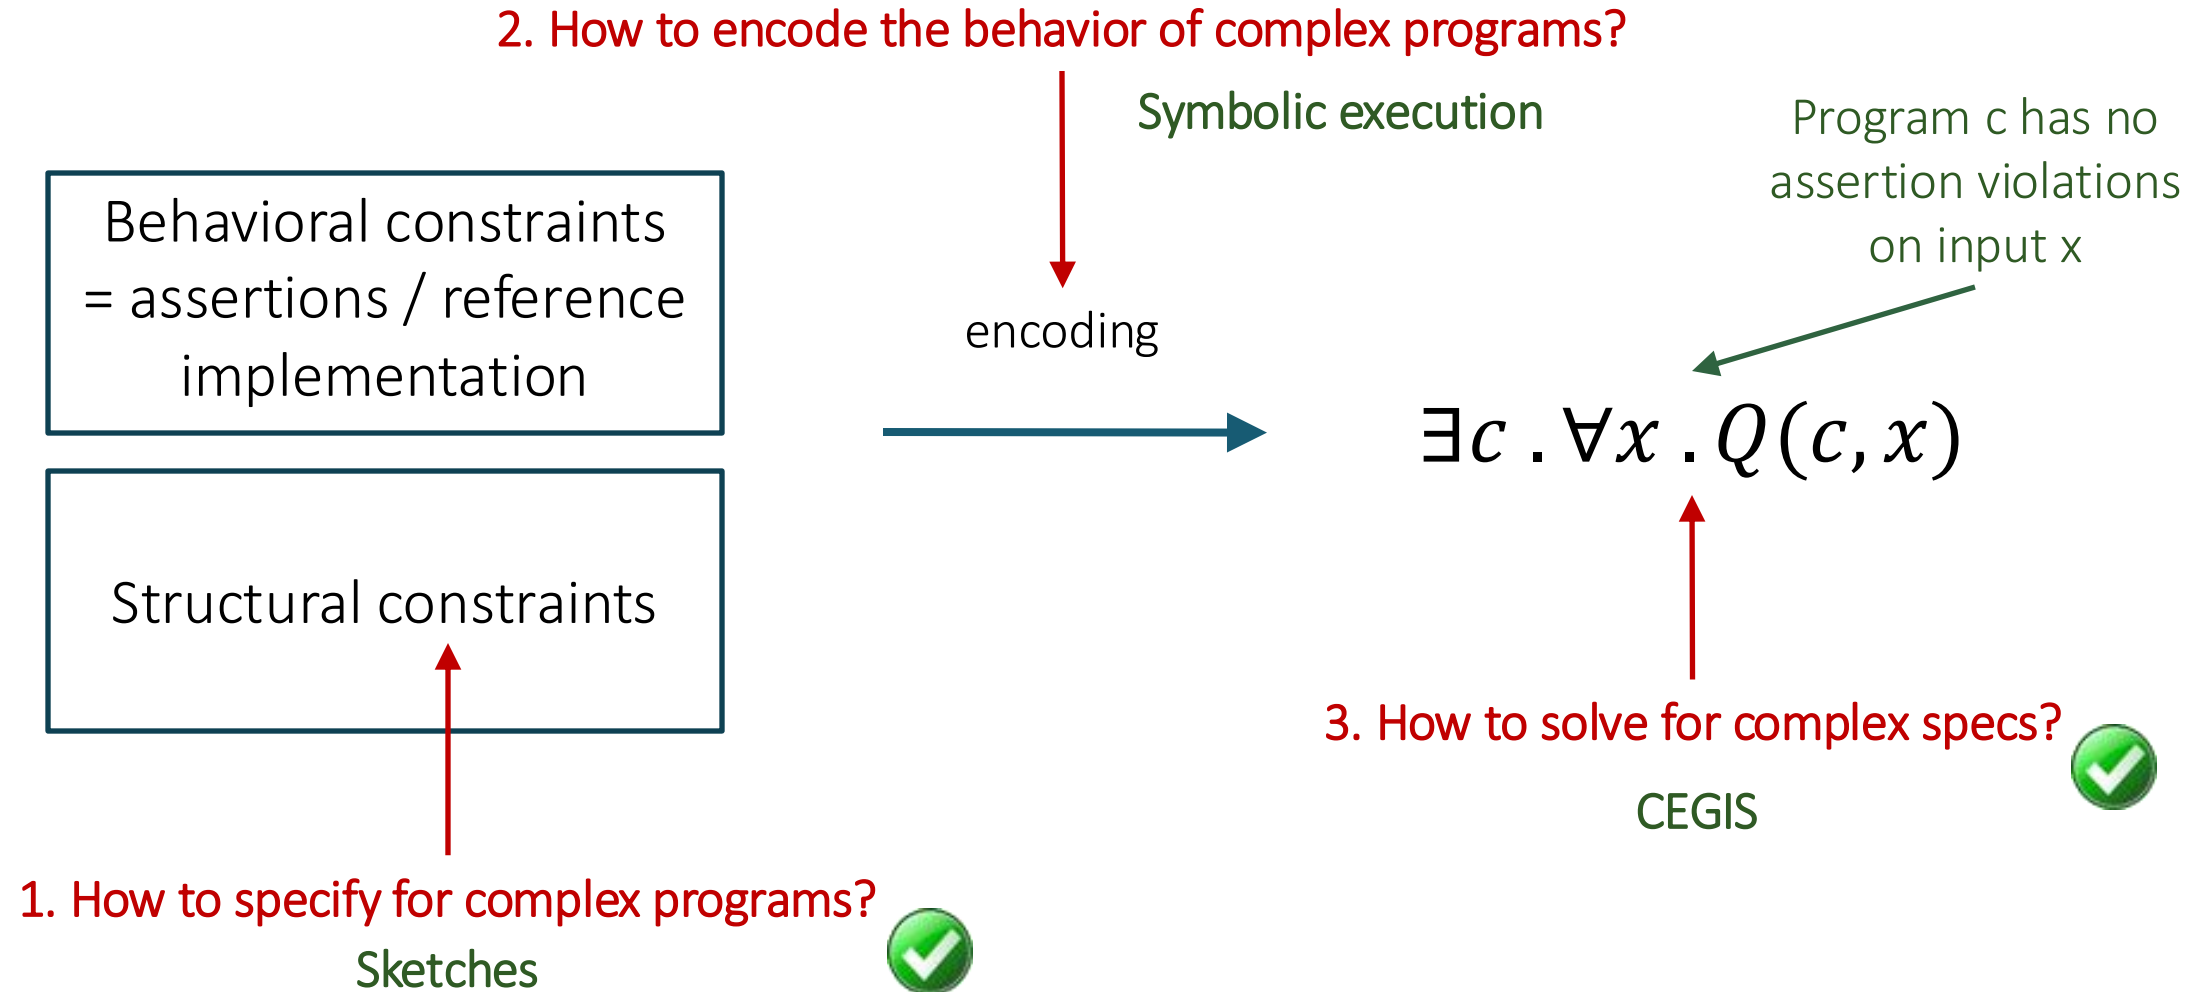 2. How to encode the behavior of complex programs?
Symbolic execution
Program c has no
assertion violations
on input x
Behavioral constraints
= assertions / reference
implementation
encoding
∃c . ∀x . Q(c, x)
Structural constraints
3. How to solve for complex specs?
CEGIS
1. How to specify for complex programs?
Sketches